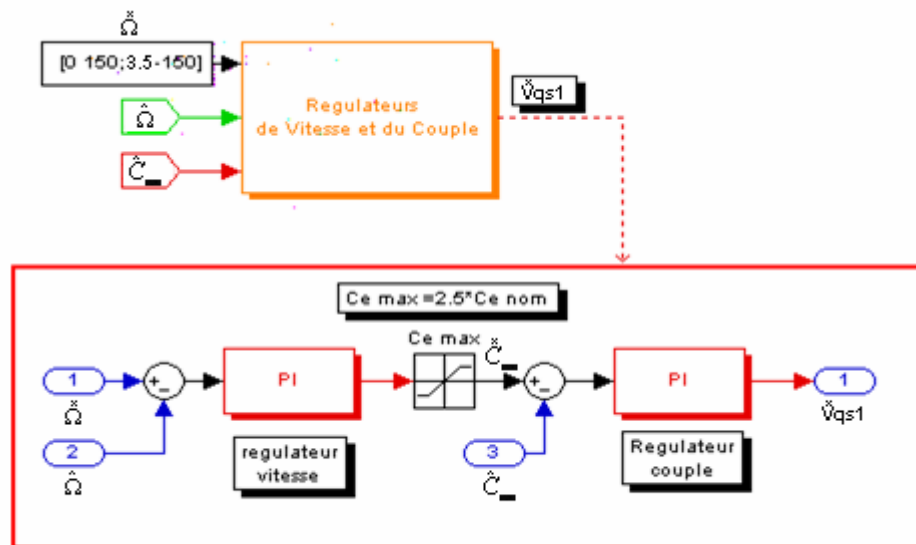 Ω̌
[0 150;3.5-150]
Ω̂
Ĉ
Regulateurs
de Vitesse et du Couple
V̌qs1
Ce max =2.5*Ce nom
Ce max
Č
1
+
−
PI
+
−
PI
1
Ω̌
V̌qs1
2
3
Ω̂
Ĉ
regulateur
vitesse
Regulateur
couple